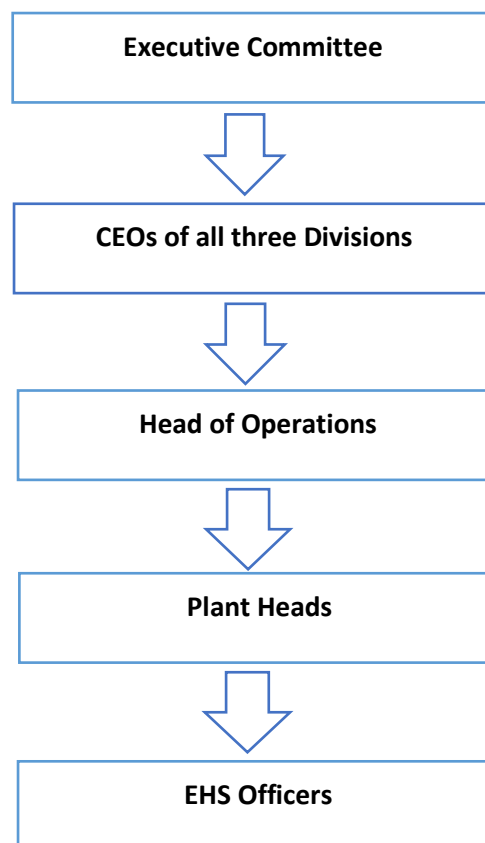 Executive Committee
CEOs of all three Divisions
Head of Operations
Plant Heads
EHS Officers